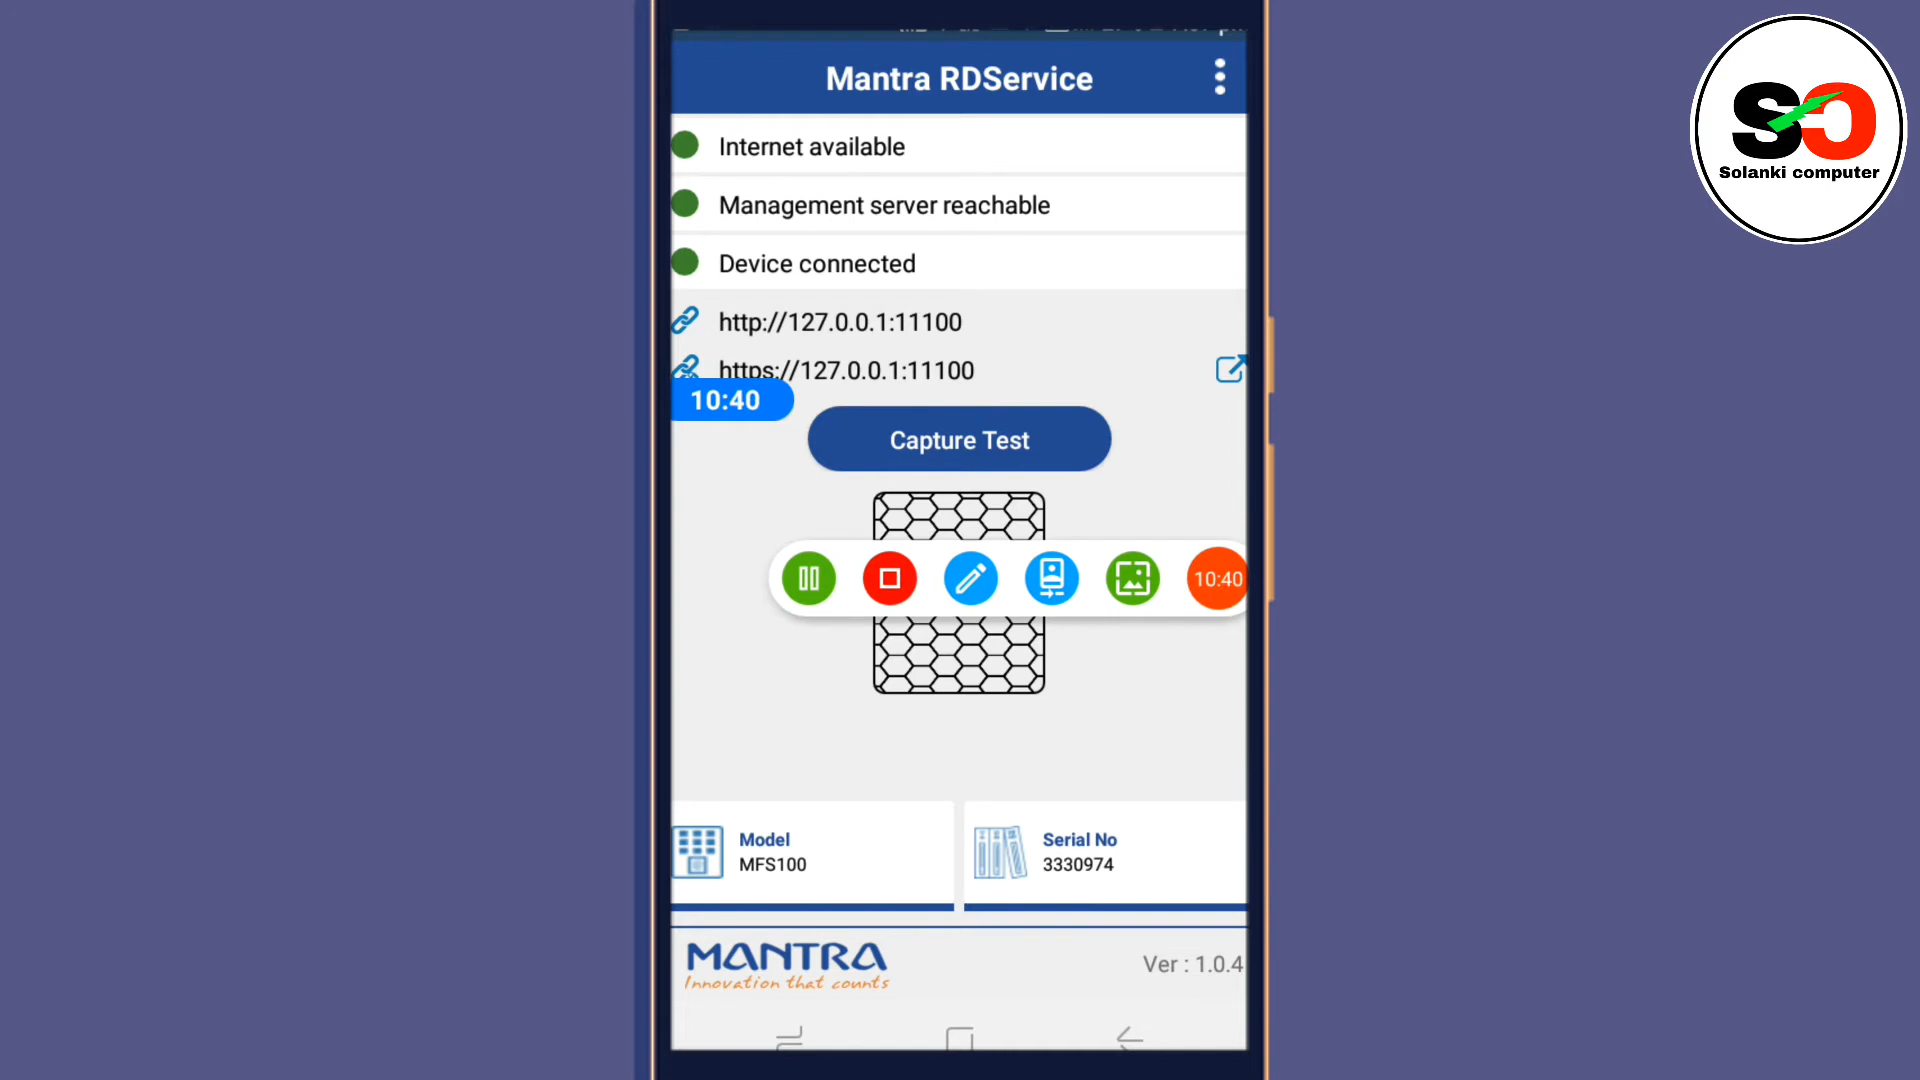 Mantra RDService
SO
Solanki computer
Internet available
Management server reachable
Device connected
http://127.0.0.1:11100
https://127.0.0.1:11100
10:40
Capture Test
10:40
Model
MFS100
Serial No
3330974
MANTRA
Innovation that counts
Ver : 1.0.4